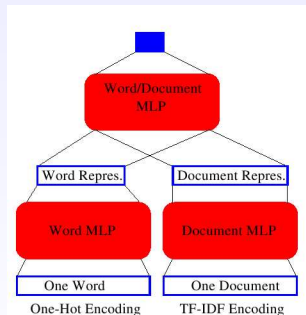 Word/Document
MLP
Word Repres.
Document Repres.
Word MLP
Document MLP
One Word
One Document
One-Hot Encoding
TF-IDF Encoding